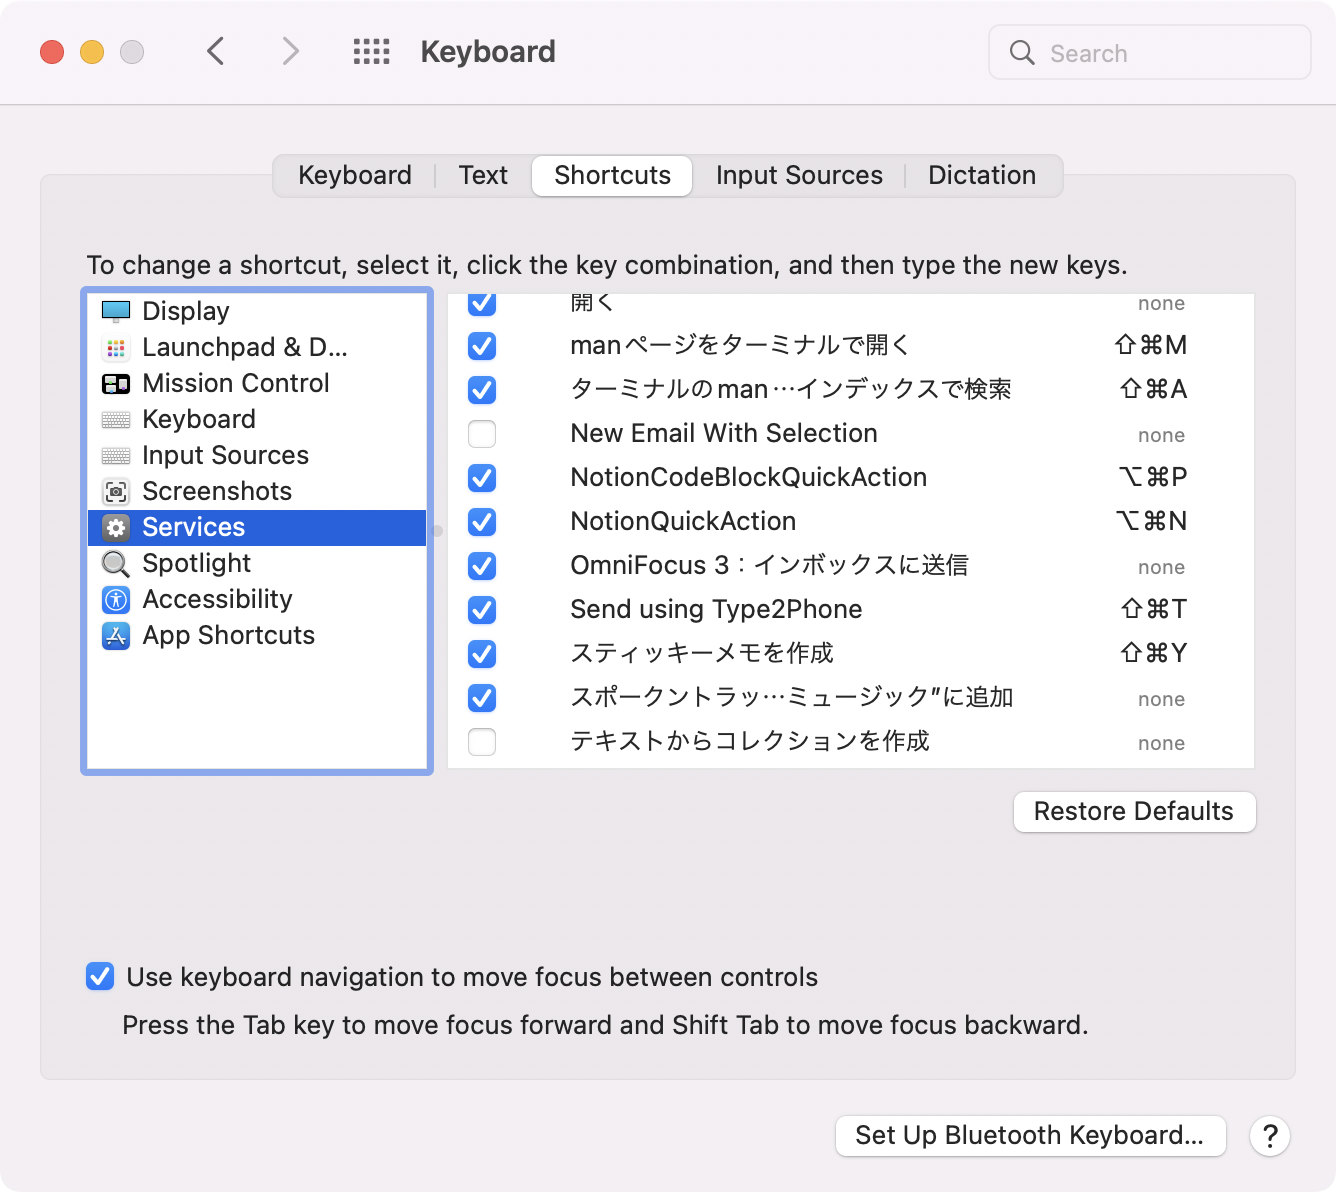 Keyboard
Search
Keyboard
Text
Shortcuts
Input Sources
Dictation
To change a shortcut, select it, click the key combination, and then type the new keys.
Display
Launchpad & D...
Mission Control
Keyboard
Input Sources
Screenshots
Services
Spotlight
Accessibility
App Shortcuts
開く none
manページをターミナルで開く ⇧⌘M
ターミナルのman…インデックスで検索 ⇧⌘A
New Email With Selection none
NotionCodeBlockQuickAction ⌥⌘P
NotionQuickAction ⌥⌘N
OmniFocus 3：インボックスに送信 none
Send using Type2Phone ⇧⌘T
スティッキーメモを作成 ⇧⌘Y
スポークントラッ…ミュージック"に追加 none
テキストからコレクションを作成 none
Restore Defaults
Use keyboard navigation to move focus between controls
Press the Tab key to move focus forward and Shift Tab to move focus backward.
Set Up Bluetooth Keyboard...
?